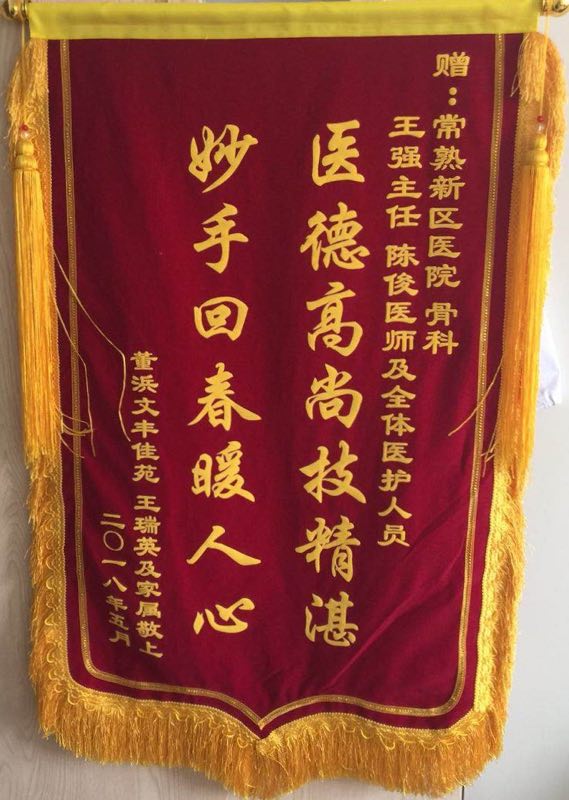 赠：常熟新区医院 骨科
王强主任 陈俊医师及全体医护人员
医德高尚技精湛
妙手回春暖人心
董浜文丰佳苑 王瑞英及家属敬上
二〇一八年五月